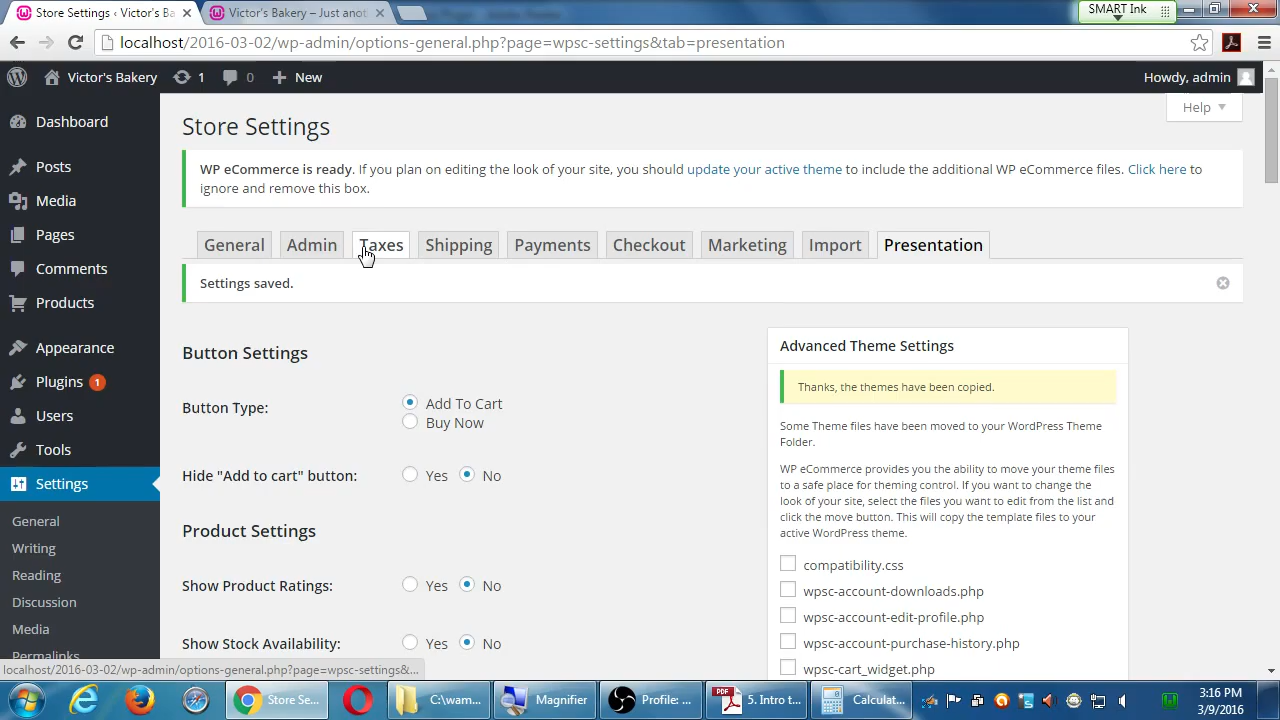 SMART Ink
Store Settings ‹ Victor's Ba
Victor's Bakery – Just anot
localhost/2016-03-02/wp-admin/options-general.php?page=wpsc-settings&tab=presentation
Victor's Bakery
1
0
New
Howdy, admin
Help
Dashboard
Posts
Media
Pages
Comments
Products
Appearance
Plugins 1
Users
Tools
Settings
General
Writing
Reading
Discussion
Media
Permalinks
Store Settings
WP eCommerce is ready. If you plan on editing the look of your site, you should update your active theme to include the additional WP eCommerce files. Click here to
ignore and remove this box.
General Admin Taxes Shipping Payments Checkout Marketing Import Presentation
Settings saved.
Button Settings
Button Type:
Add To Cart
Buy Now
Hide "Add to cart" button:
Yes No
Product Settings
Show Product Ratings:
Yes No
Show Stock Availability:
Yes No
Advanced Theme Settings
Thanks, the themes have been copied.
Some Theme files have been moved to your WordPress Theme
Folder.
WP eCommerce provides you the ability to move your theme files
to a safe place for theming control. If you want to change the
look of your site, select the files you want to edit from the list and
click the move button. This will copy the template files to your
active WordPress theme.
compatibility.css
wpsc-account-downloads.php
wpsc-account-edit-profile.php
wpsc-account-purchase-history.php
wpsc-cart_widget.php
localhost/2016-03-02/wp-admin/options-general.php?page=wpsc-settings&...
Store Se...
C:\wam...
Magnifier
Profile: ...
5. Intro t...
Calculat...
3:16 PM
3/9/2016